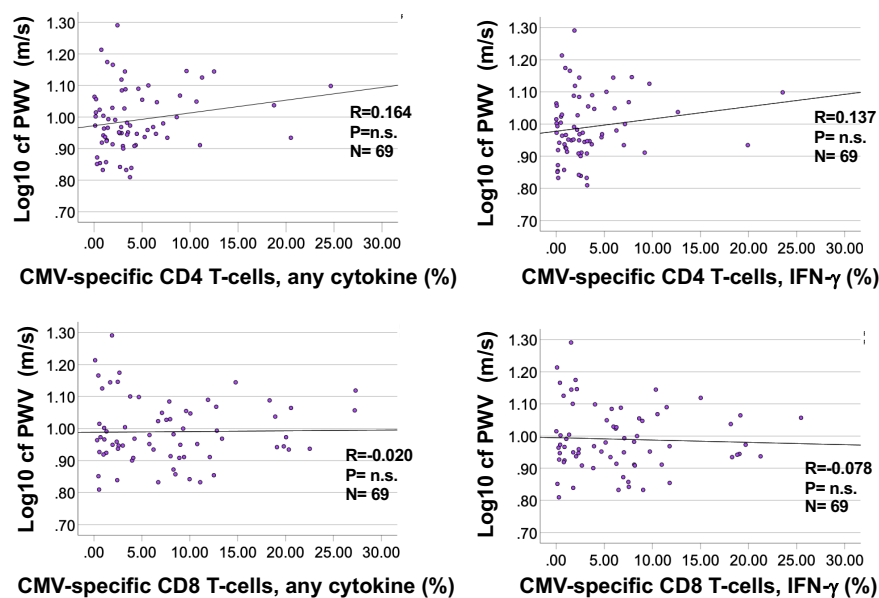 Log10 cf PWV (m/s)
1.30
1.20
1.10
1.00
.90
.80
.70
R=0.164
P=n.s.
N= 69
.00 5.00 10.00 15.00 20.00 25.00 30.00
CMV-specific CD4 T-cells, any cytokine (%)
Log10 cf PWV (m/s)
1.30
1.20
1.10
1.00
.90
.80
.70
R=0.137
P= n.s.
N= 69
.00 5.00 10.00 15.00 20.00 25.00 30.00
CMV-specific CD4 T-cells, IFN-γ (%)
Log10 cf PWV (m/s)
1.30
1.20
1.10
1.00
.90
.80
.70
R=-0.020
P= n.s.
N= 69
.00 5.00 10.00 15.00 20.00 25.00 30.00
CMV-specific CD8 T-cells, any cytokine (%)
Log10 cf PWV (m/s)
1.30
1.20
1.10
1.00
.90
.80
.70
R=-0.078
P= n.s.
N= 69
.00 5.00 10.00 15.00 20.00 25.00 30.00
CMV-specific CD8 T-cells, IFN-γ (%)